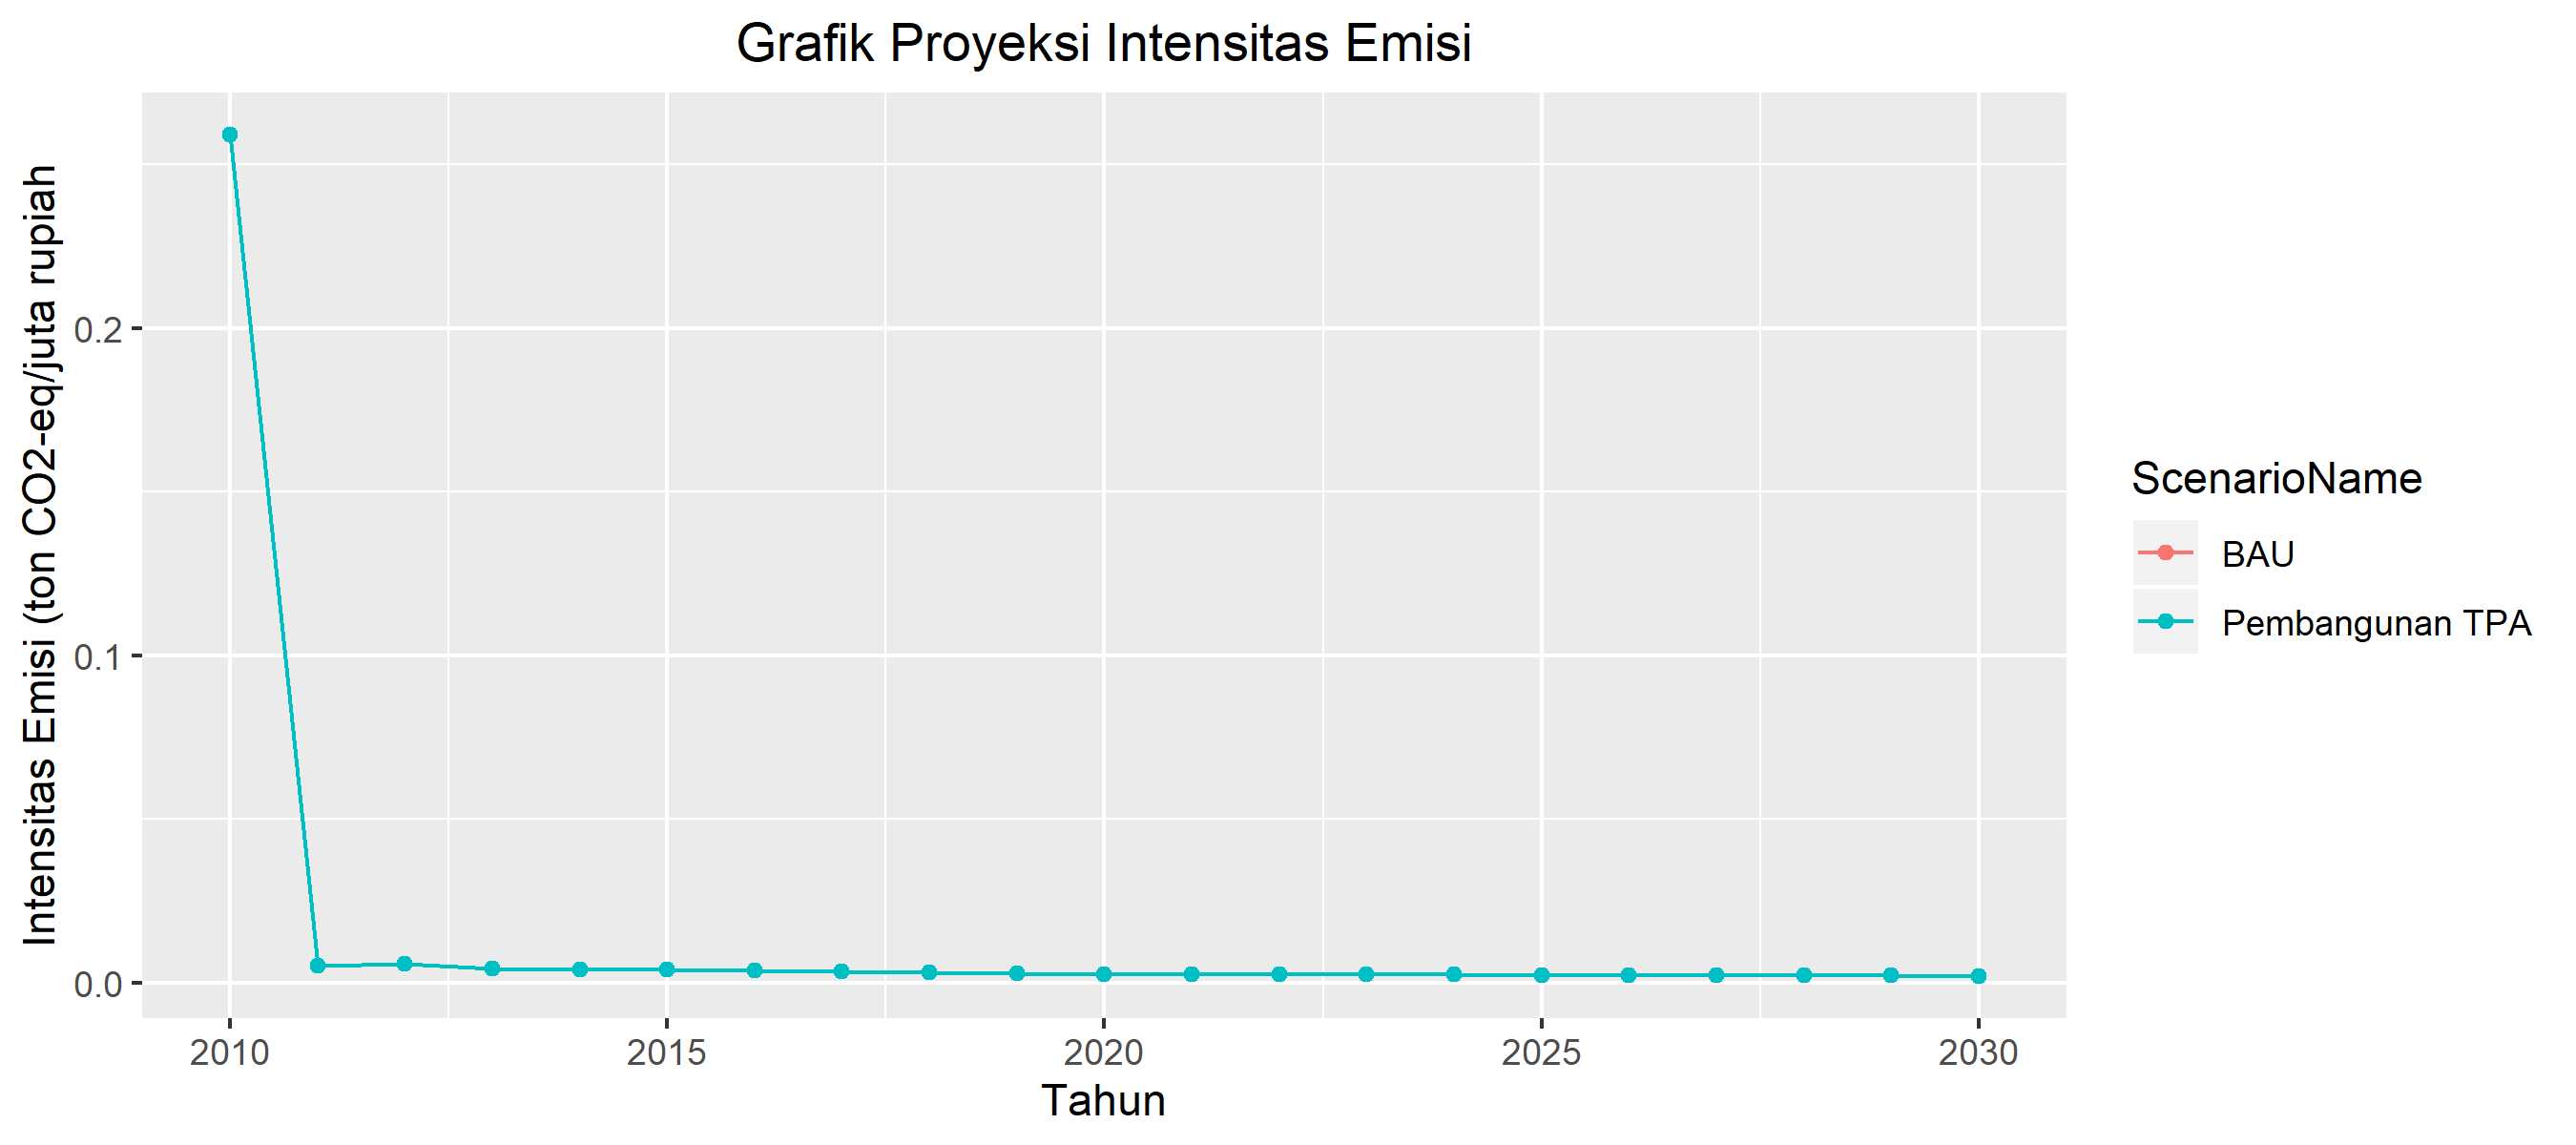 Grafik Proyeksi Intensitas Emisi
Intensitas Emisi (ton CO2-eq/juta rupiah
0.2
0.1
0.0
2010 2015 2020 2025 2030
Tahun
ScenarioName
BAU
Pembangunan TPA